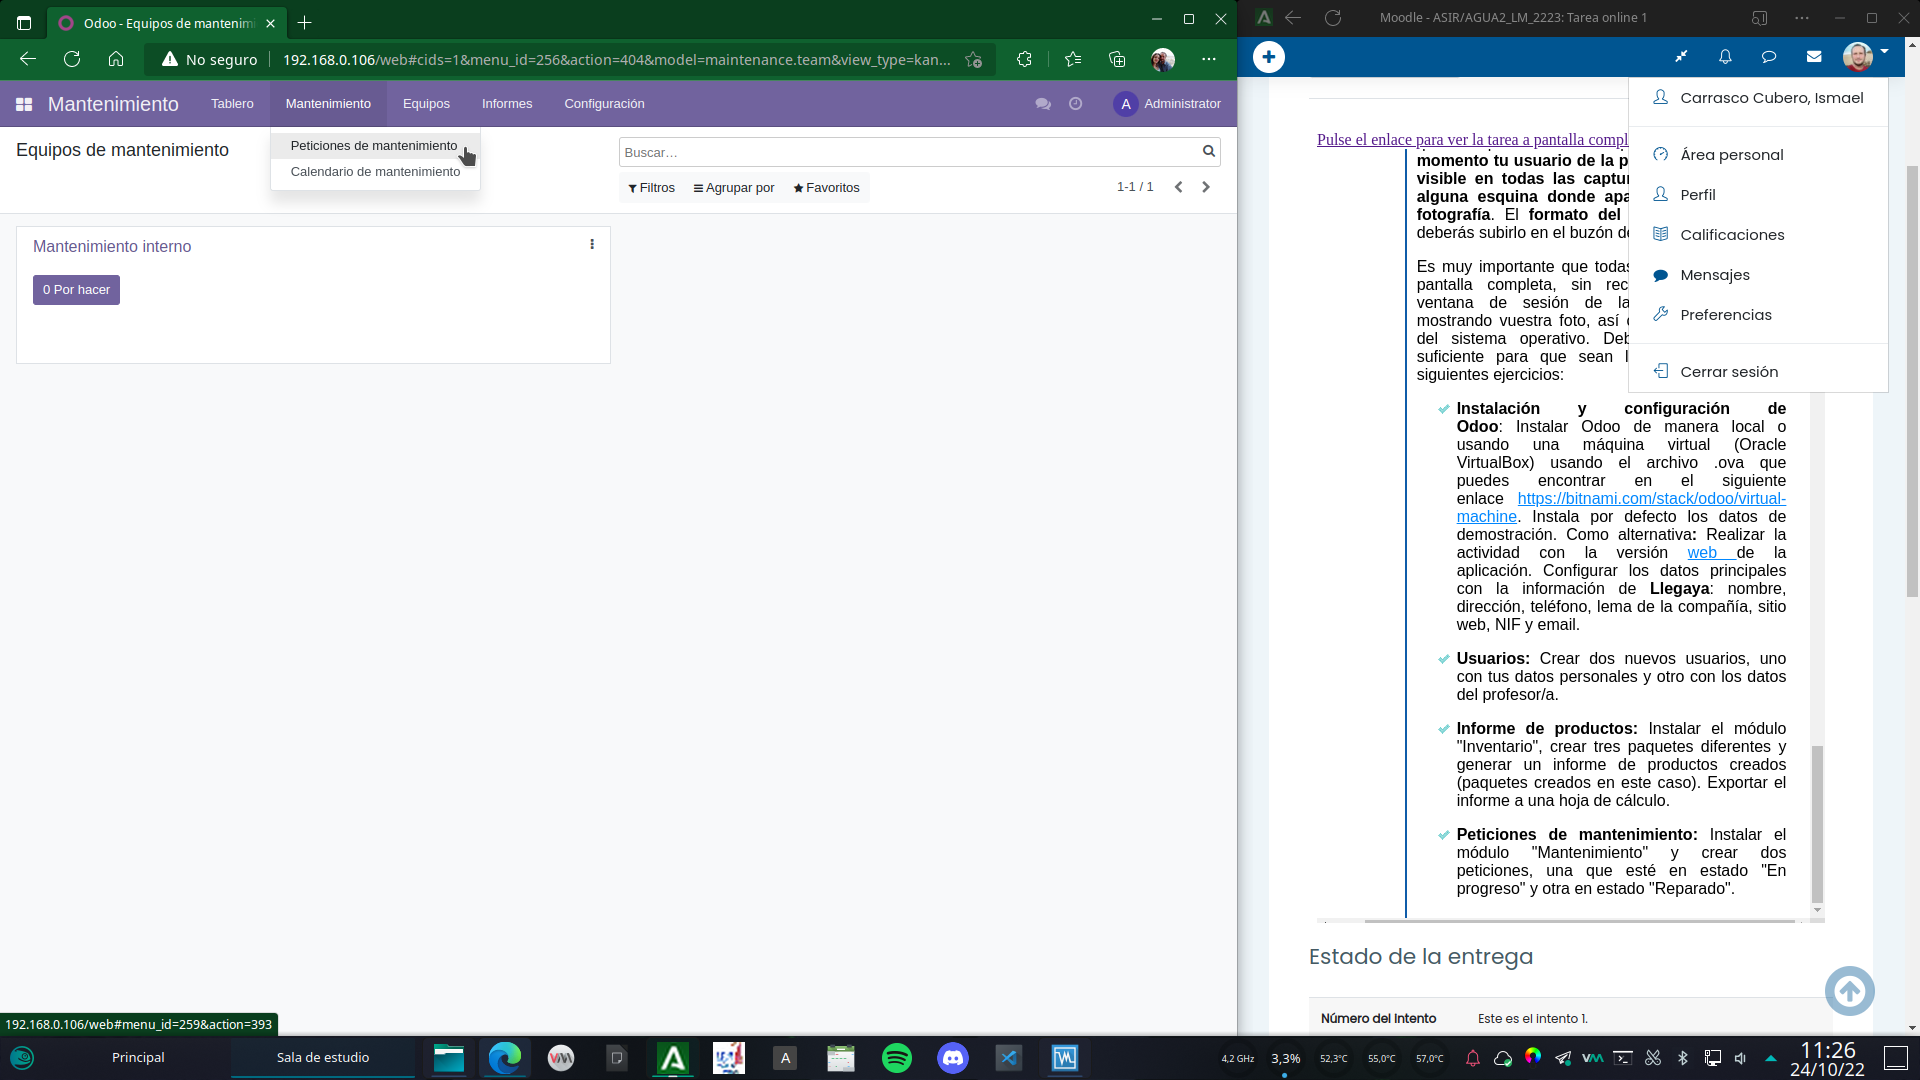 Odoo - Equipos de mantenim
No seguro
192.168.0.106/web#cids=1&menu_id=256&action=404&model=maintenance.team&view_type=kan...
Mantenimiento
Tablero
Mantenimiento
Equipos
Informes
Configuración
A
Administrator
Equipos de mantenimiento
Peticiones de mantenimiento
Calendario de mantenimiento
Buscar...
Filtros
Agrupar por
Favoritos
1-1 / 1
Mantenimiento interno
0 Por hacer
192.168.0.106/web#menu_id=259&action=393
Moodle - ASIR/AGUA2_LM_2223: Tarea online 1
Carrasco Cubero, Ismael
Área personal
Perfil
Calificaciones
Mensajes
Preferencias
Cerrar sesión
Pulse el enlace para ver la tarea a pantalla compl
momento tu usuario de la p
visible en todas las captur
alguna esquina donde apa
fotografía. El formato del
deberás subirlo en el buzón de
Es muy importante que todas
pantalla completa, sin rec
ventana de sesión de la
mostrando vuestra foto, así
del sistema operativo. Deb
suficiente para que sean l
siguientes ejercicios:
Instalación y configuración de
Odoo: Instalar Odoo de manera local o
usando una máquina virtual (Oracle
VirtualBox) usando el archivo .ova que
puedes encontrar en el siguiente
enlace https://bitnami.com/stack/odoo/virtual-
machine. Instala por defecto los datos de
demostración. Como alternativa: Realizar la
actividad con la versión web de la
aplicación. Configurar los datos principales
con la información de Llegaya: nombre,
dirección, teléfono, lema de la compañía, sitio
web, NIF y email.
Usuarios: Crear dos nuevos usuarios, uno
con tus datos personales y otro con los datos
del profesor/a.
Informe de productos: Instalar el módulo
"Inventario", crear tres paquetes diferentes y
generar un informe de productos creados
(paquetes creados en este caso). Exportar el
informe a una hoja de cálculo.
Peticiones de mantenimiento: Instalar el
módulo "Mantenimiento" y crear dos
peticiones, una que esté en estado "En
progreso" y otra en estado "Reparado".
Estado de la entrega
Número del Intento
Este es el intento 1.
Principal
Sala de estudio
4,2 GHz
3,3%
52,3°C
55,0°C
57,0°C
11:26
24/10/22